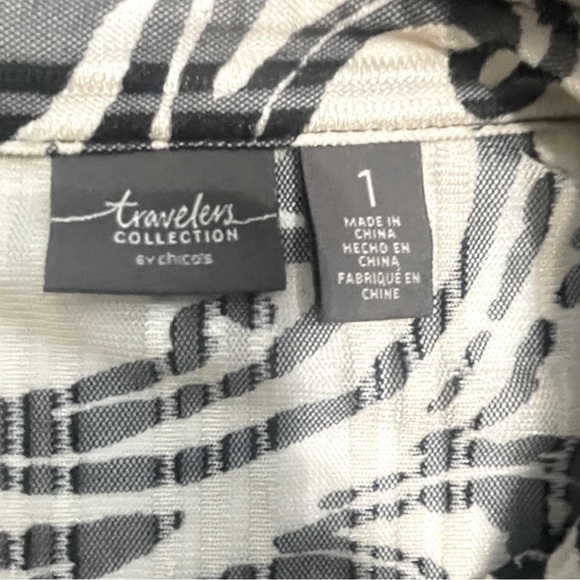 travelers
COLLECTION
BY chico's
1
MADE IN
CHINA
HECHO EN
CHINA
FABRIQUÉ EN
CHINE